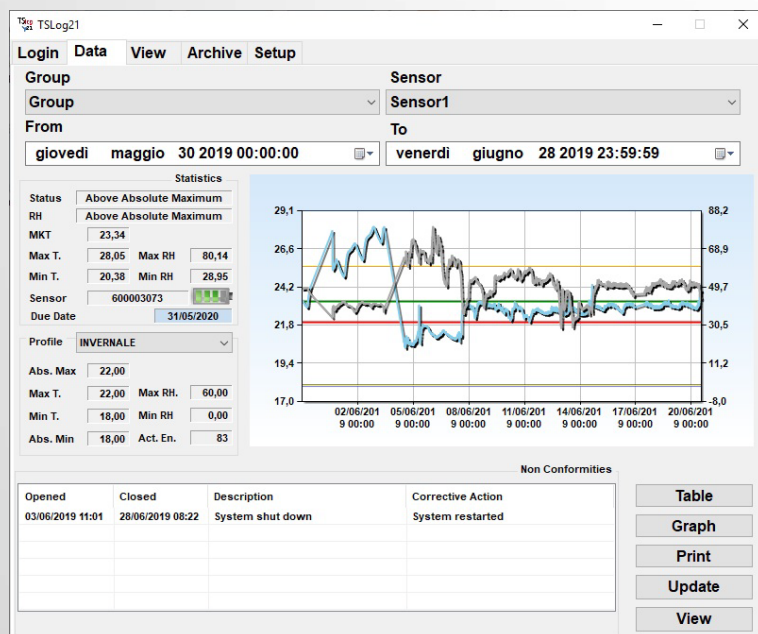 TSLog21
Login Data View Archive Setup
Group Sensor
Group Sensor1
From To
giovedì maggio 30 2019 00:00:00 venerdì giugno 28 2019 23:59:59
Statistics
Status Above Absolute Maximum
RH Above Absolute Maximum
MKT 23,34
Max T. 28,05 Max RH 80,14
Min T. 20,38 Min RH 28,95
Sensor 600003073
Due Date 31/05/2020
Profile INVERNALE
Abs. Max 22,00
Max T. 22,00 Max RH. 60,00
Min T. 18,00 Min RH 0,00
Abs. Min 18,00 Act. En. 83
29,1 88,2
26,6 68,9
24,2 49,7
21,8 30,5
19,4 11,2
17,0 -8,0
02/06/201 05/06/201 08/06/201 11/06/201 14/06/201 17/06/201 20/06/201
9 00:00 9 00:00 9 00:00 9 00:00 9 00:00 9 00:00 9 00:00
Non Conformities
Opened Closed Description Corrective Action
03/06/2019 11:01 28/06/2019 08:22 System shut down System restarted
Table
Graph
Print
Update
View